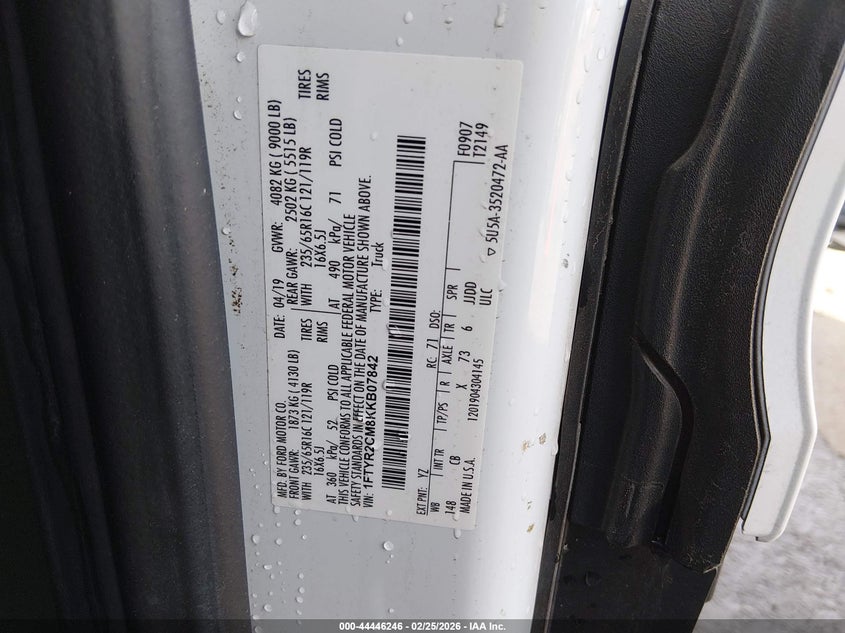 MFD. BY FORD MOTOR CO.
DATE: 04/19 GVWR: 4082 KG ( 9000 LB)
FRONT GAWR: 1873 KG ( 4130 LB) REAR GAWR: 2502 KG ( 5515 LB)
WITH 235/65R16C 121/119R TIRES WITH 235/65R16C 121/119R TIRES
16X6.5J RIMS 16X6.5J RIMS
AT 360 kPa/ 52 PSI COLD AT 490 kPa/ 71 PSI COLD
THIS VEHICLE CONFORMS TO ALL APPLICABLE FEDERAL MOTOR VEHICLE
SAFETY STANDARDS IN EFFECT ON THE DATE OF MANUFACTURE SHOWN ABOVE.
VIN: 1FTYR2CM8KKB07842 TYPE: Truck
EXT PNT: YZ RC: 71 DSO: F0907
WB INT TR TP/PS R AXLE TR SPR 1T2149
148 CB X 73 6 JJDD
1201904304145 ULC
MADE IN U.S.A. ▽ 5U5A-3520472-AA
000-44446246 - 02/25/2026 - IAA Inc.